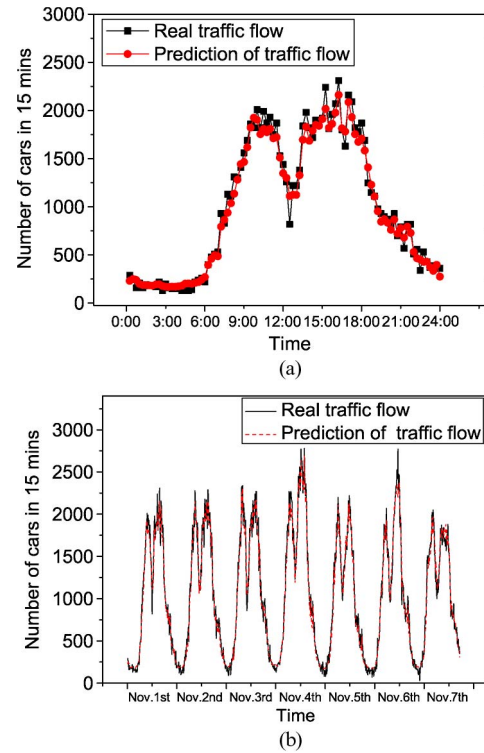 (a)
3000
2500
2000
1500
1000
500
0
Number of cars in 15 mins
Real traffic flow
Prediction of traffic flow
0:00 3:00 6:00 9:00 12:00 15:00 18:00 21:00 24:00
Time
(a)
3000
2500
2000
1500
1000
500
0
Number of cars in 15 mins
Real traffic flow
Prediction of traffic flow
Nov.1st Nov.2nd Nov.3rd Nov.4th Nov.5th Nov.6th Nov.7th
Time
(b)